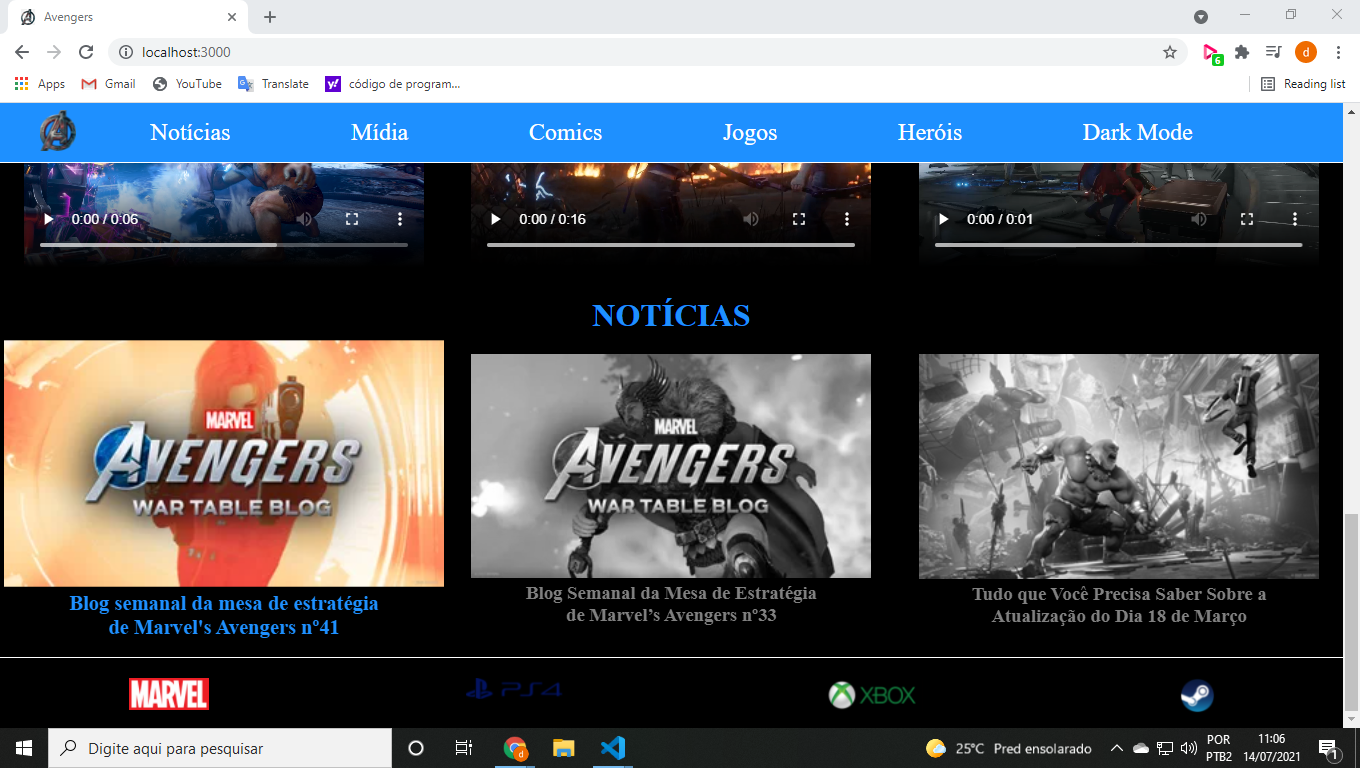 Avengers
localhost:3000
6
d
Apps
Gmail
YouTube
Translate
y!
código de program...
Reading list
Notícias
Mídia
Comics
Jogos
Heróis
Dark Mode
0:00 / 0:06
0:00 / 0:16
0:00 / 0:01
NOTÍCIAS
MARVEL
AVENGERS
WAR TABLE BLOG
Blog semanal da mesa de estratégia
de Marvel's Avengers nº41
MARVEL
AVENGERS
WAR TABLE BLOG
Blog Semanal da Mesa de Estratégia
de Marvel’s Avengers nº33
Tudo que Você Precisa Saber Sobre a
Atualização do Dia 18 de Março
MARVEL
PS4
XBOX
Digite aqui para pesquisar
d
25°C Pred ensolarado
POR
PTB2
11:06
14/07/2021
1